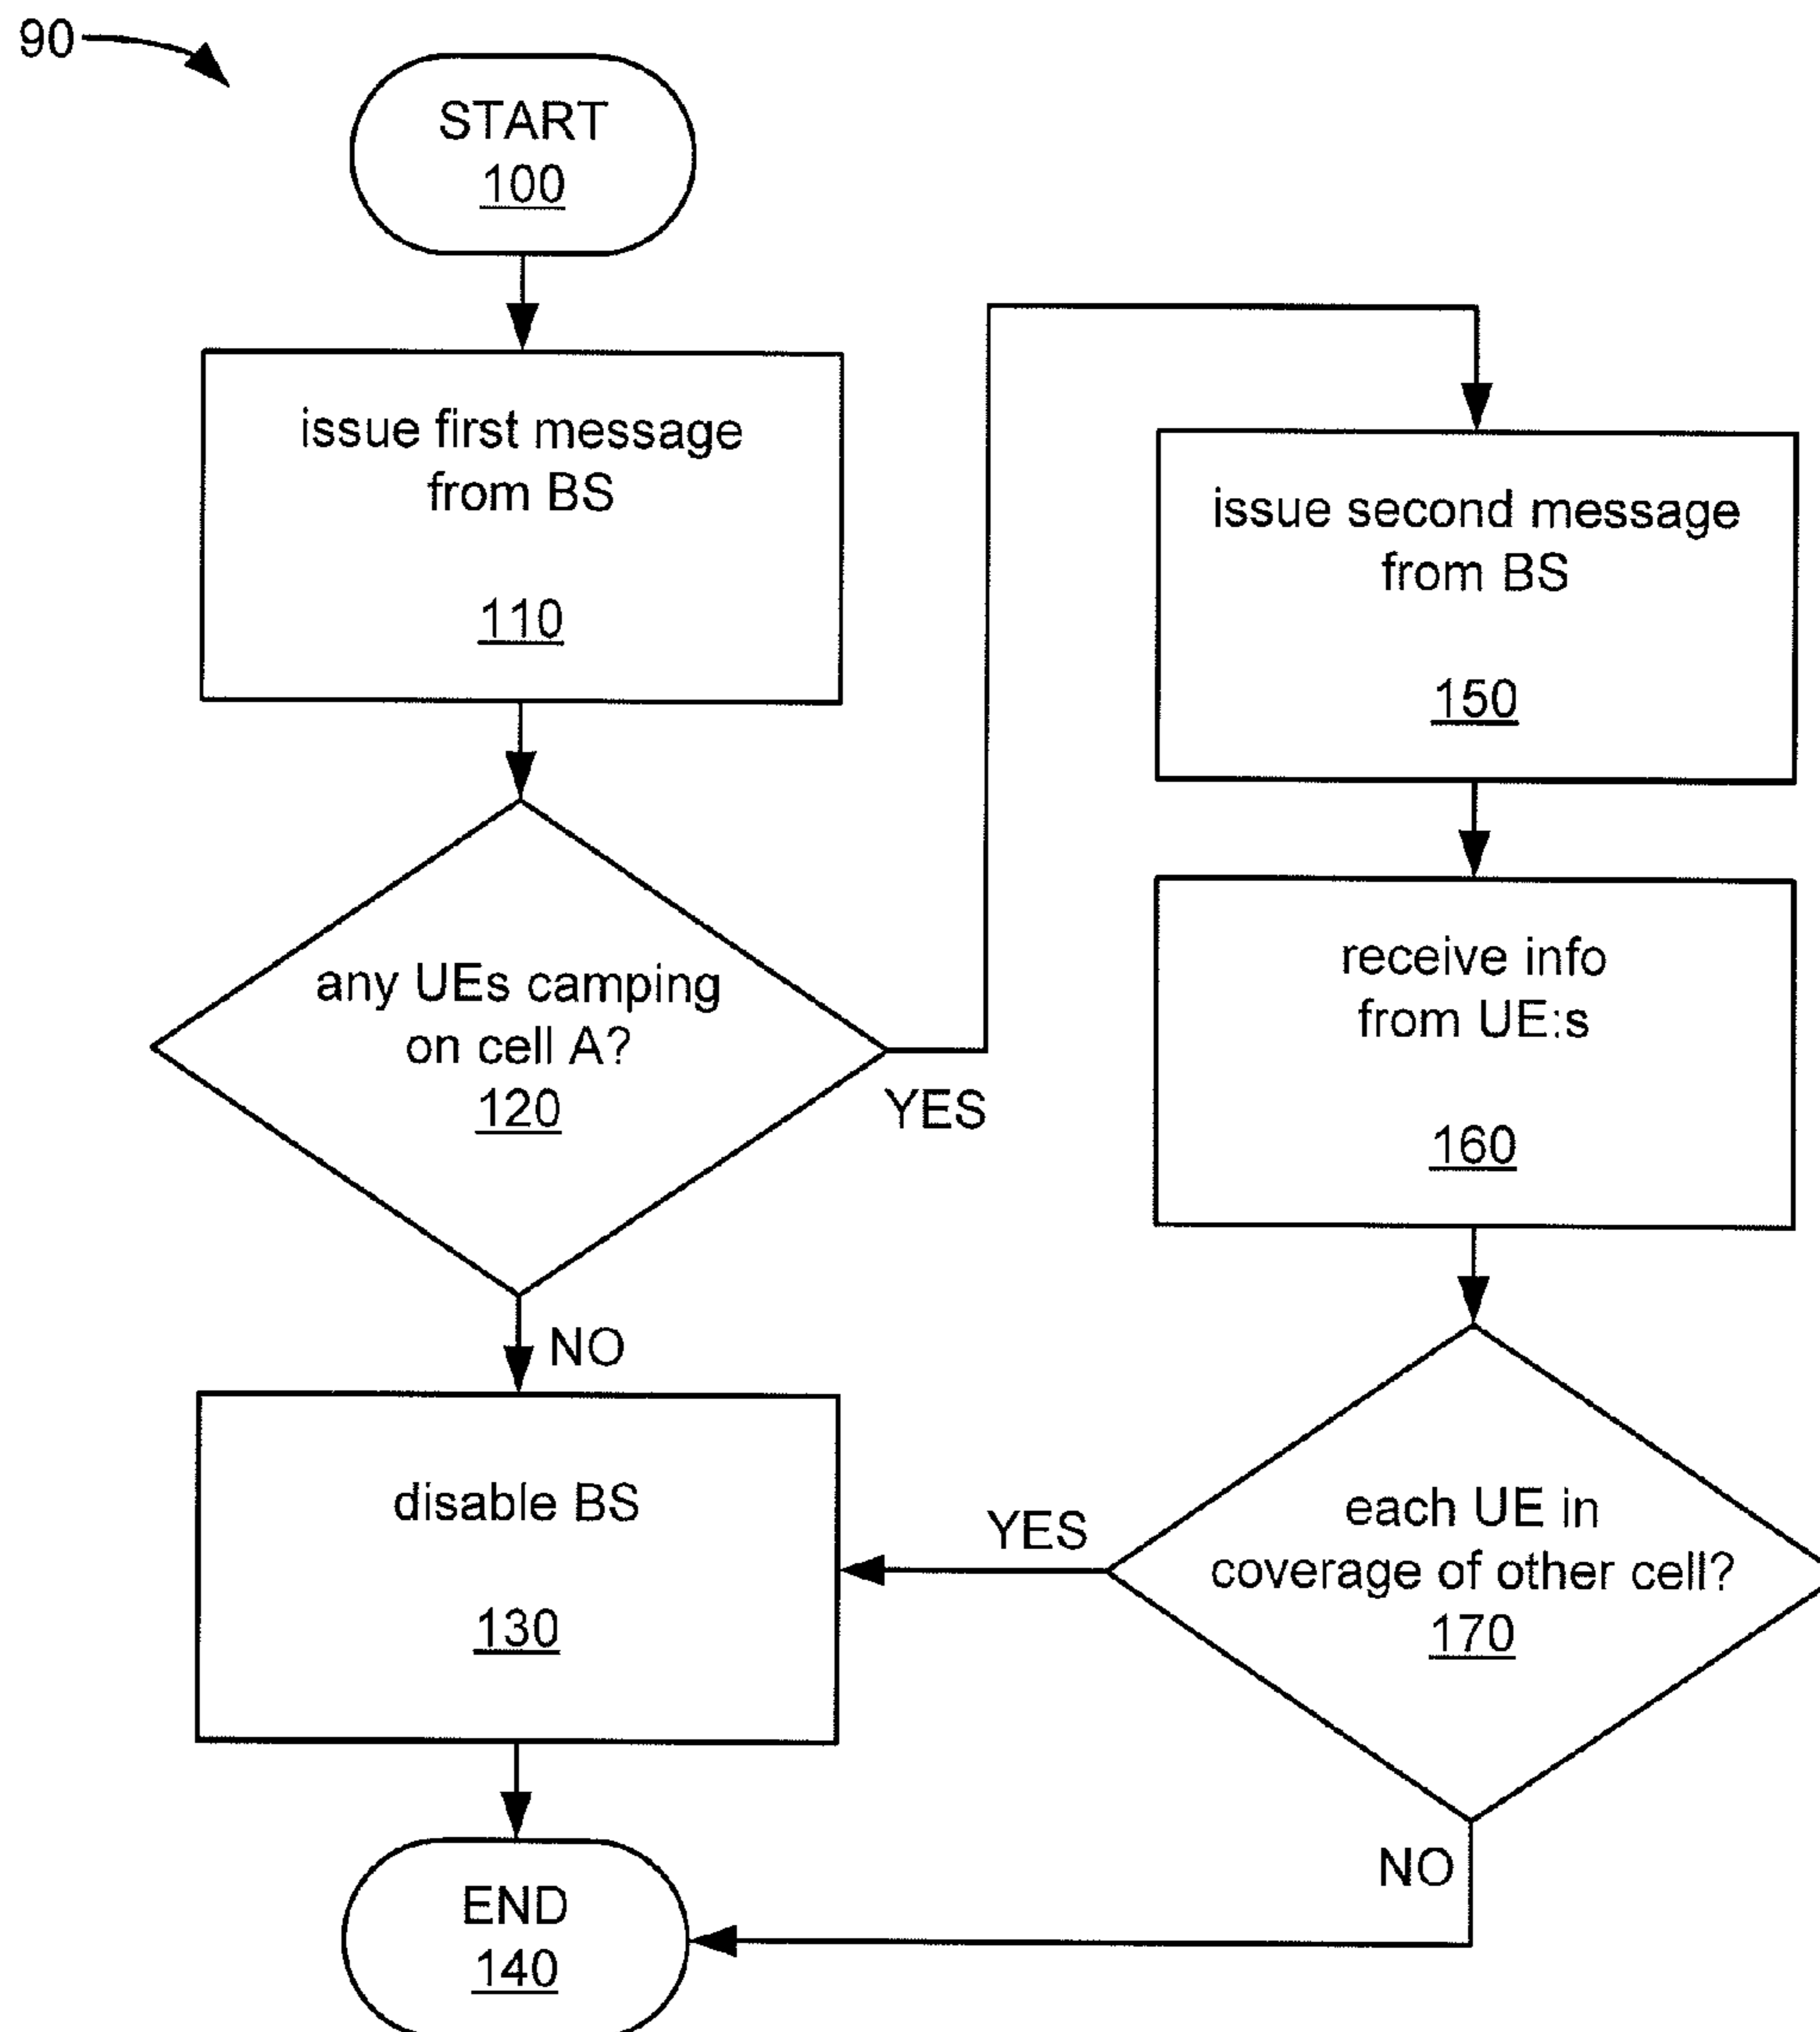 90
START
100
issue first message
from BS
110
any UEs camping
on cell A?
120
YES
NO
disable BS
130
END
140
issue second message
from BS
150
receive info
from UE:s
160
each UE in
coverage of other cell?
170
YES
NO